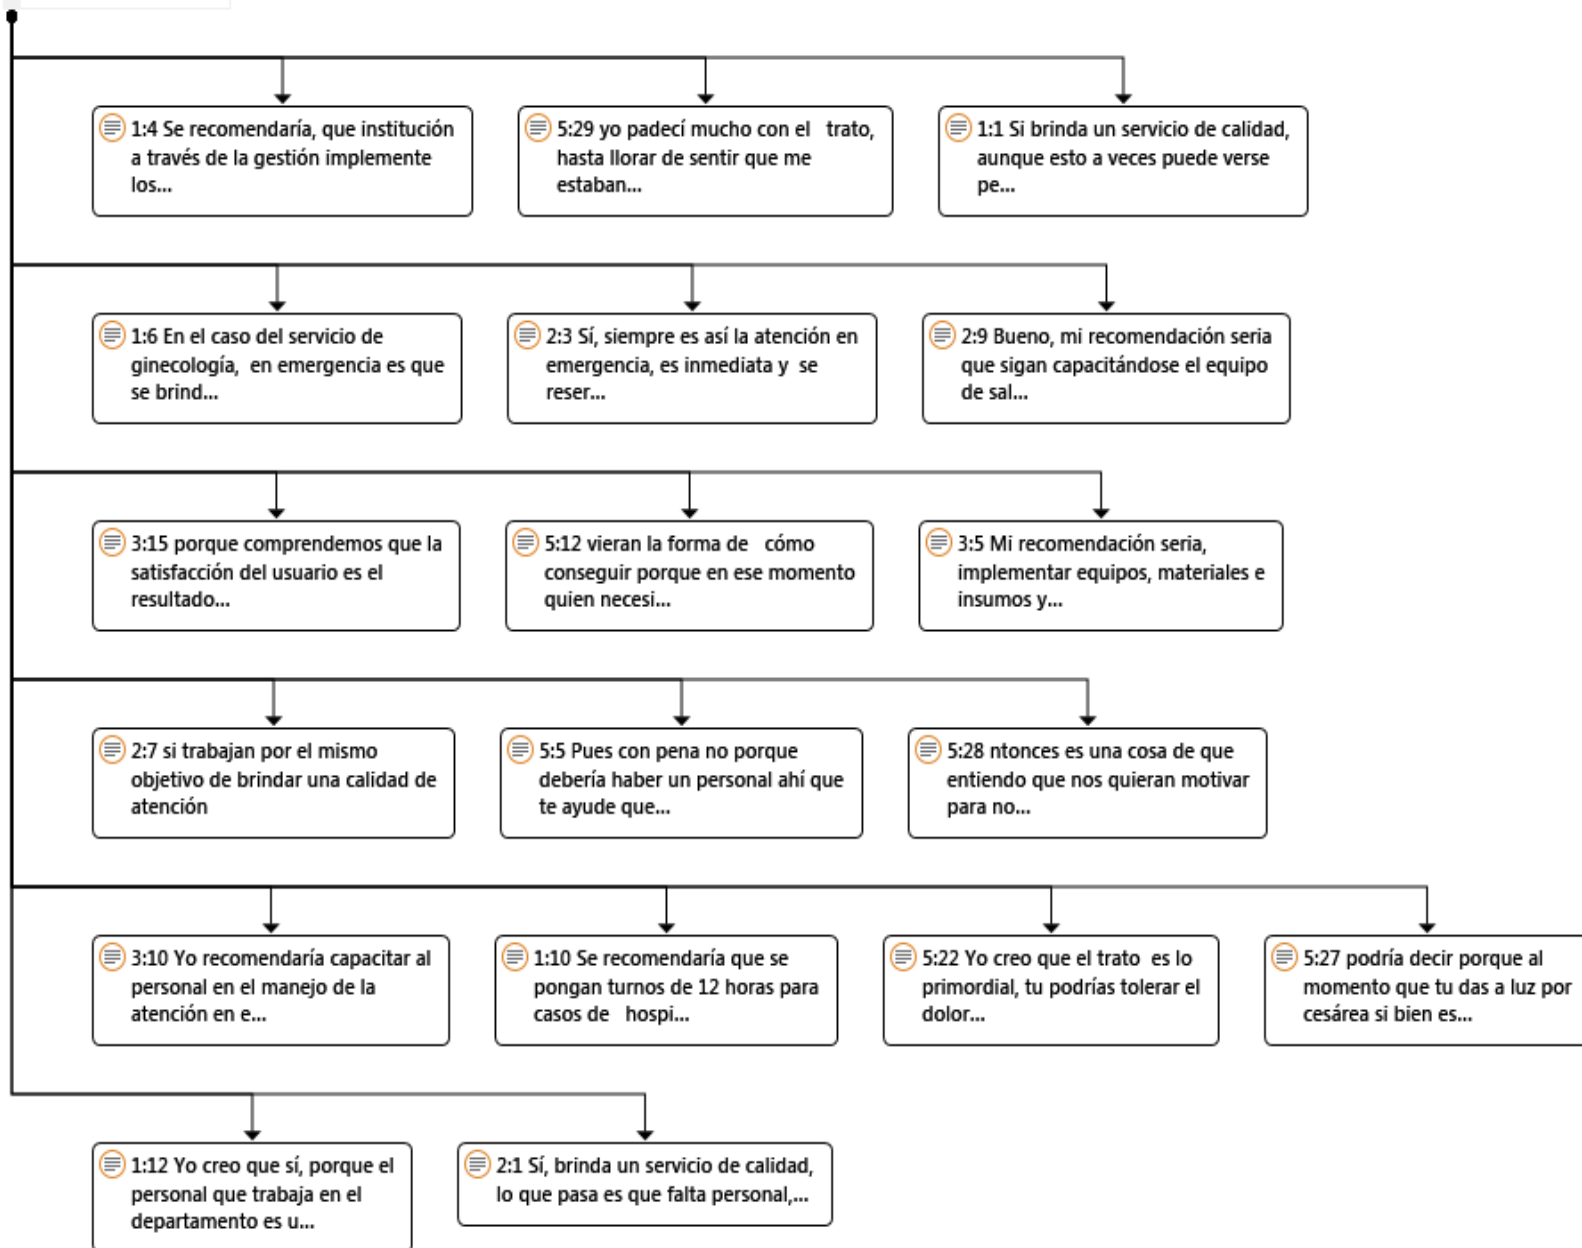 1:4 Se recomendaría, que institución
a través de la gestión implemente
los...
5:29 yo padecí mucho con el trato,
hasta llorar de sentir que me
estaban...
1:1 Si brinda un servicio de calidad,
aunque esto a veces puede verse
pe...
1:6 En el caso del servicio de
ginecología, en emergencia es que
se brind...
2:3 Sí, siempre es así la atención en
emergencia, es inmediata y se
reser...
2:9 Bueno, mi recomendación seria
que sigan capacitándose el equipo
de sal...
3:15 porque comprendemos que la
satisfacción del usuario es el
resultado...
5:12 vieran la forma de cómo
conseguir porque en ese momento
quien necesi...
3:5 Mi recomendación seria,
implementar equipos, materiales e
insumos y...
2:7 si trabajan por el mismo
objetivo de brindar una calidad de
atención
5:5 Pues con pena no porque
debería haber un personal ahí que
te ayude que...
5:28 ntonces es una cosa de que
entiendo que nos quieran motivar
para no...
3:10 Yo recomendaría capacitar al
personal en el manejo de la
atención en e...
1:10 Se recomendaría que se
pongan turnos de 12 horas para
casos de hospi...
5:22 Yo creo que el trato es lo
primordial, tu podrías tolerar el
dolor...
5:27 podría decir porque al
momento que tu das a luz por
cesárea si bien es...
1:12 Yo creo que sí, porque el
personal que trabaja en el
departamento es u...
2:1 Sí, brinda un servicio de calidad,
lo que pasa es que falta personal,...